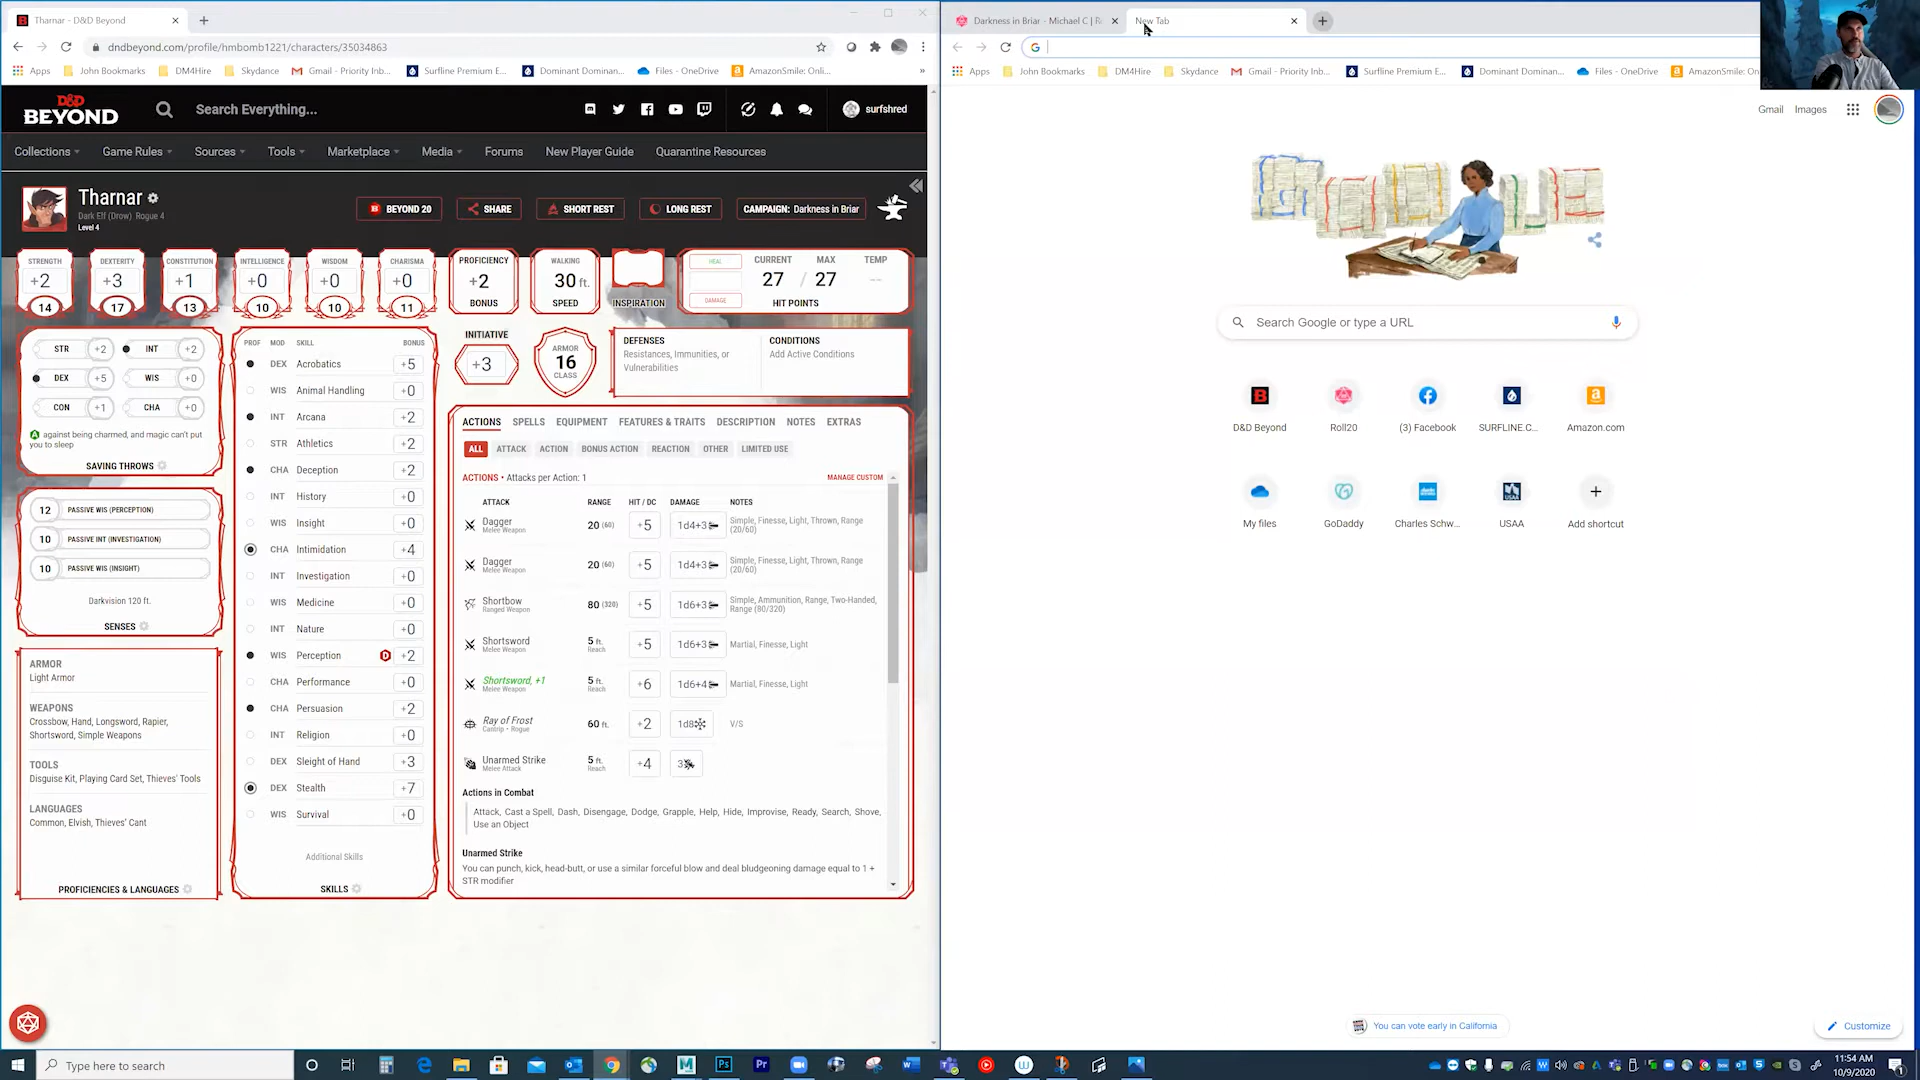 Tharnar - D&D Beyond
dndbeyond.com/profile/hmbomb1221/characters/35034863
Apps John Bookmarks DM4Hire Skydance Gmail - Priority Inb... Surfline Premium E... Dominant Dominan... Files - OneDrive AmazonSmile: Onli...
D&D BEYOND Search Everything... surfshred
Collections Game Rules Sources Tools Marketplace Media Forums New Player Guide Quarantine Resources
Tharnar
Dark Elf (Drow) Rogue 4
Level 4
BEYOND 20 SHARE SHORT REST LONG REST CAMPAIGN: Darkness in Briar
STRENGTH +2 14
DEXTERITY +3 17
CONSTITUTION +1 13
INTELLIGENCE +0 10
WISDOM +0 10
CHARISMA +0 11
PROFICIENCY +2 BONUS
WALKING 30 ft. SPEED
INSPIRATION
HEAL
DAMAGE
CURRENT MAX TEMP
27 / 27 --
HIT POINTS
STR +2 INT +2
DEX +5 WIS +0
CON +1 CHA +0
against being charmed, and magic can't put
you to sleep
SAVING THROWS
12 PASSIVE WIS (PERCEPTION)
10 PASSIVE INT (INVESTIGATION)
10 PASSIVE WIS (INSIGHT)
Darkvision 120 ft.
SENSES
ARMOR
Light Armor
WEAPONS
Crossbow, Hand, Longsword, Rapier,
Shortsword, Simple Weapons
TOOLS
Disguise Kit, Playing Card Set, Thieves' Tools
LANGUAGES
Common, Elvish, Thieves' Cant
PROFICIENCIES & LANGUAGES
PROF MOD SKILL BONUS
DEX Acrobatics +5
WIS Animal Handling +0
INT Arcana +2
STR Athletics +2
CHA Deception +2
INT History +0
WIS Insight +0
CHA Intimidation +4
INT Investigation +0
WIS Medicine +0
INT Nature +0
WIS Perception +2
CHA Performance +0
CHA Persuasion +2
INT Religion +0
DEX Sleight of Hand +3
DEX Stealth +7
WIS Survival +0
Additional Skills
SKILLS
INITIATIVE
+3
ARMOR
16
CLASS
DEFENSES
Resistances, Immunities, or
Vulnerabilities
CONDITIONS
Add Active Conditions
ACTIONS SPELLS EQUIPMENT FEATURES & TRAITS DESCRIPTION NOTES EXTRAS
ALL ATTACK ACTION BONUS ACTION REACTION OTHER LIMITED USE
ACTIONS • Attacks per Action: 1 MANAGE CUSTOM
ATTACK RANGE HIT / DC DAMAGE NOTES
Dagger 20 (60) +5 1d4+3 Simple, Finesse, Light, Thrown, Range
Melee Weapon (20/60)
Dagger 20 (60) +5 1d4+3 Simple, Finesse, Light, Thrown, Range
Melee Weapon (20/60)
Shortbow 80 (320) +5 1d6+3 Simple, Ammunition, Range, Two-Handed,
Ranged Weapon Range (80/320)
Shortsword 5 ft. +5 1d6+3 Martial, Finesse, Light
Melee Weapon Reach
Shortsword, +1 5 ft. +6 1d6+4 Martial, Finesse, Light
Melee Weapon Reach
Ray of Frost 60 ft. +2 1d8 V/S
Cantrip • Rogue
Unarmed Strike 5 ft. +4 3
Melee Attack Reach
Actions in Combat
Attack, Cast a Spell, Dash, Disengage, Dodge, Grapple, Help, Hide, Improvise, Ready, Search, Shove,
Use an Object
Unarmed Strike
You can punch, kick, head-butt, or use a similar forceful blow and deal bludgeoning damage equal to 1 +
STR modifier
Darkness in Briar - Michael C | R New Tab
Apps John Bookmarks DM4Hire Skydance Gmail - Priority Inb... Surfline Premium E... Dominant Dominan... Files - OneDrive AmazonSmile: On
Gmail Images
Search Google or type a URL
D&D Beyond Roll20 (3) Facebook SURFLINE.C... Amazon.com
My files GoDaddy Charles Schw... USAA Add shortcut
You can vote early in California
Customize
Type here to search
11:54 AM
10/9/2020